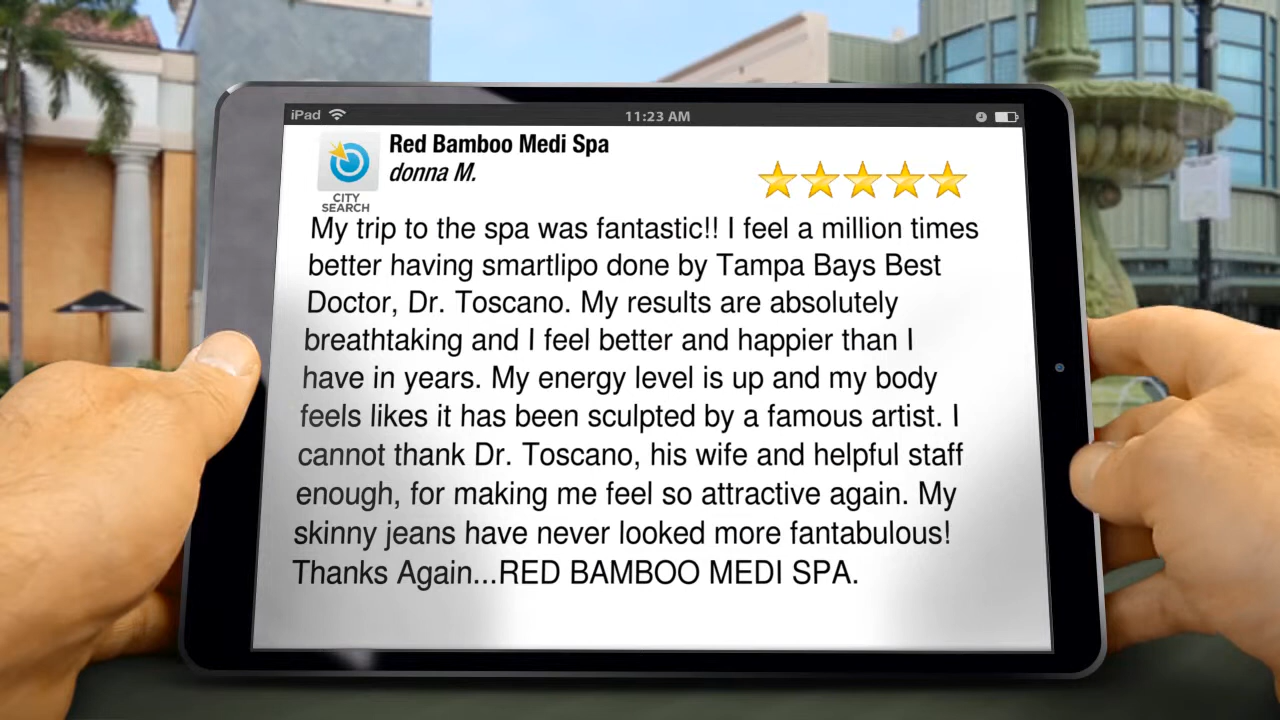 iPad
11:23 AM
Red Bamboo Medi Spa
donna M.
CITY
SEARCH
My trip to the spa was fantastic!! I feel a million times
better having smartlipo done by Tampa Bays Best
Doctor, Dr. Toscano. My results are absolutely
breathtaking and I feel better and happier than I
have in years. My energy level is up and my body
feels likes it has been sculpted by a famous artist. I
cannot thank Dr. Toscano, his wife and helpful staff
enough, for making me feel so attractive again. My
skinny jeans have never looked more fantabulous!
Thanks Again...RED BAMBOO MEDI SPA.